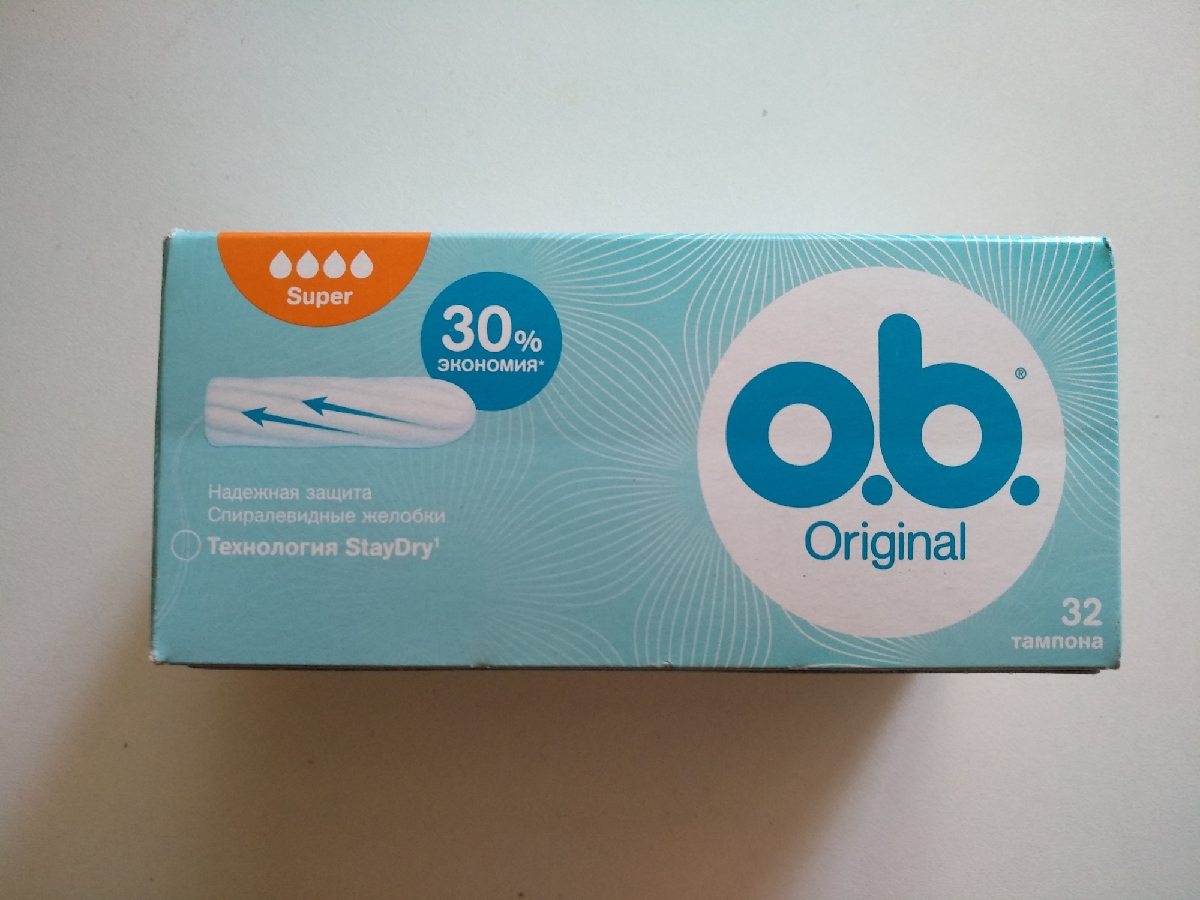 Super
30%
ЭКОНОМИЯ*
Надежная защита
Спиралевидные желобки
Технология StayDry¹
o.b.®
Original
32
тампона